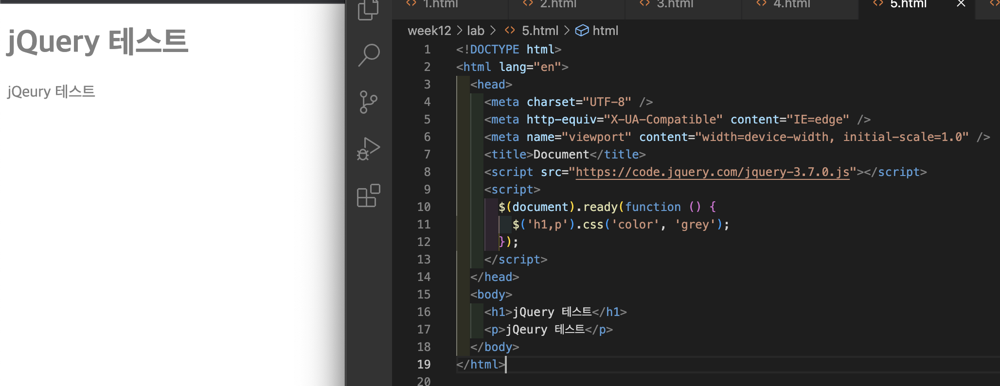 jQuery 테스트
jQeury 테스트
1.html 2.html 3.html 4.html 5.html
week12 > lab > <> 5.html > html
1 <!DOCTYPE html>
2 <html lang="en">
3 <head>
4 <meta charset="UTF-8" />
5 <meta http-equiv="X-UA-Compatible" content="IE=edge" />
6 <meta name="viewport" content="width=device-width, initial-scale=1.0" />
7 <title>Document</title>
8 <script src="https://code.jquery.com/jquery-3.7.0.js"></script>
9 <script>
10 $(document).ready(function () {
11 $('h1,p').css('color', 'grey');
12 });
13 </script>
14 </head>
15 <body>
16 <h1>jQuery 테스트</h1>
17 <p>jQeury 테스트</p>
18 </body>
19 </html>
20